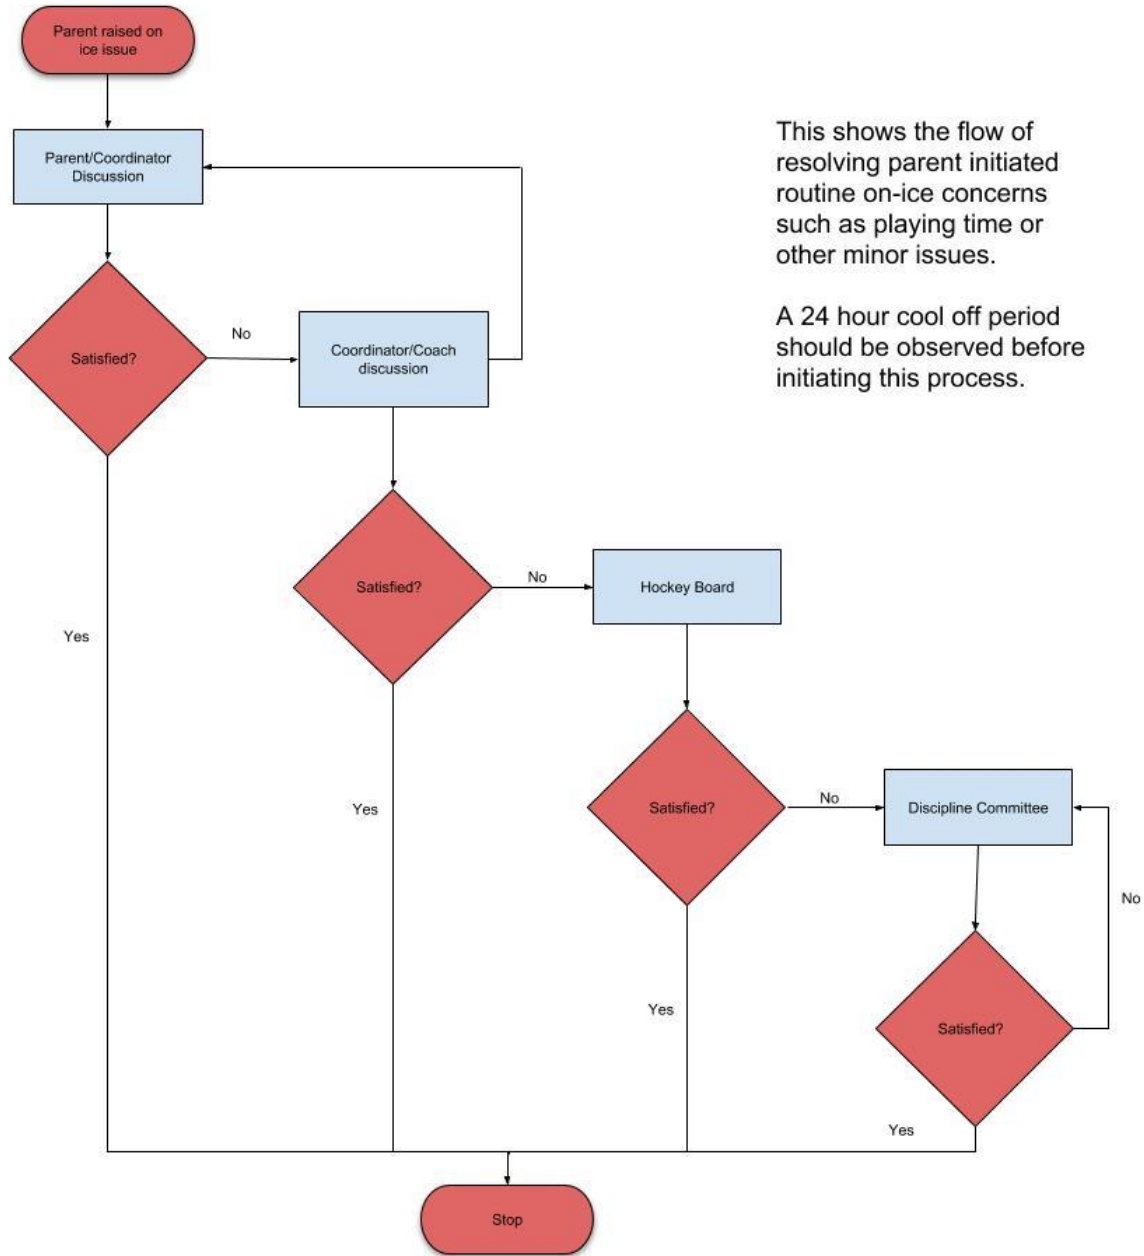 Parent raised on
ice issue
Parent/Coordinator
Discussion
This shows the flow of
resolving parent initiated
routine on-ice concerns
such as playing time or
other minor issues.
A 24 hour cool off period
should be observed before
initiating this process.
Satisfied?
No
Coordinator/Coach
discussion
Yes
Satisfied?
No
Hockey Board
Yes
Satisfied?
No
Discipline Committee
No
Yes
Satisfied?
Yes
Stop